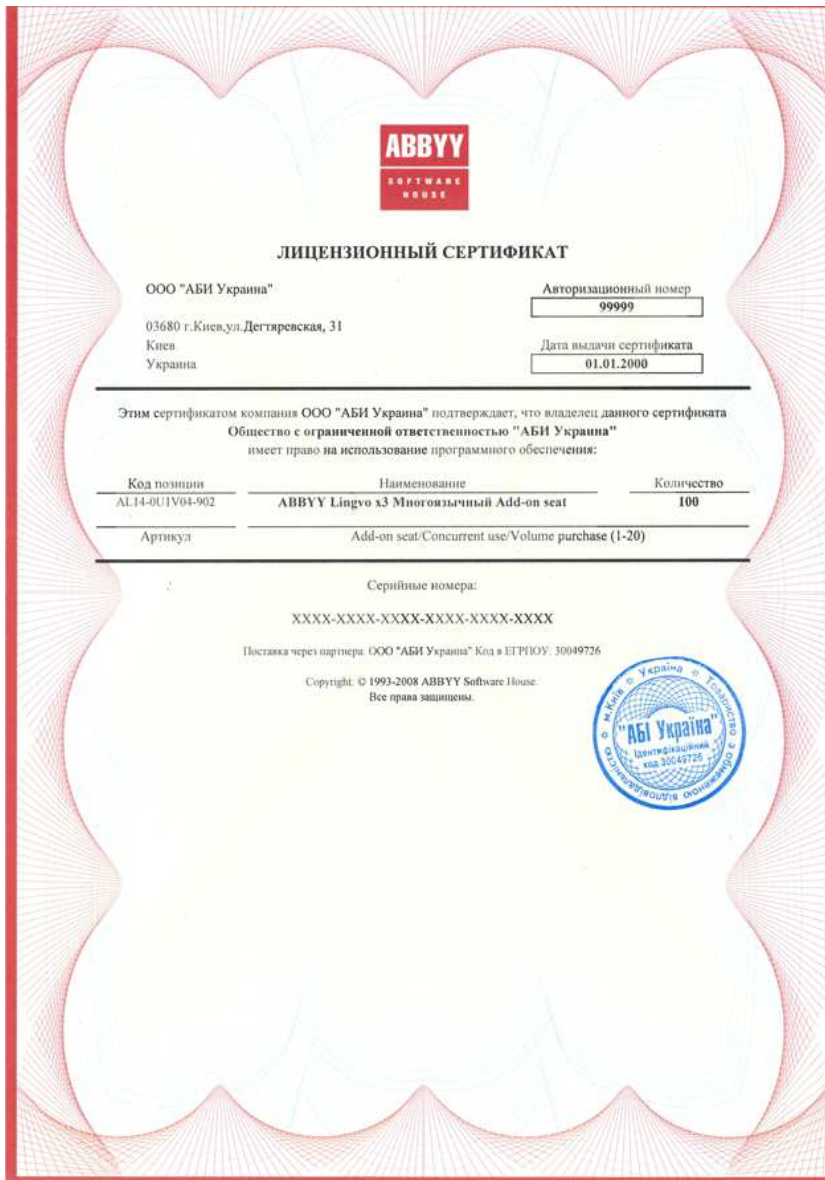 ABBYY
SOFTWARE
HOUSE
ЛИЦЕНЗИОННЫЙ СЕРТИФИКАТ
ООО "АБИ Украина"
Авторизационный номер
99999
03680 г.Киев,ул.Дегтяревская, 31
Киев
Украина
Дата выдачи сертификата
01.01.2000
Этим сертификатом компания ООО "АБИ Украина" подтверждает, что владелец данного сертификата
Общество с ограниченной ответственностью "АБИ Украина"
имеет право на использование программного обеспечения:
Код позиции Наименование Количество
AL14-0U1V04-902 ABBYY Lingvo x3 Многоязычный Add-on seat 100
Артикул Add-on seat/Concurrent use/Volume purchase (1-20)
Серийные номера:
XXXX-XXXX-XXXX-XXXX-XXXX-XXXX
Поставка через партнера: ООО "АБИ Украина" Код в ЕГРПОУ: 30049726
Copyright: © 1993-2008 ABBYY Software House.
Все права защищены.
м.Київ Україна Товариство з обмеженою відповідальністю
"АБІ Україна"
Ідентифікаційний
код 30049726